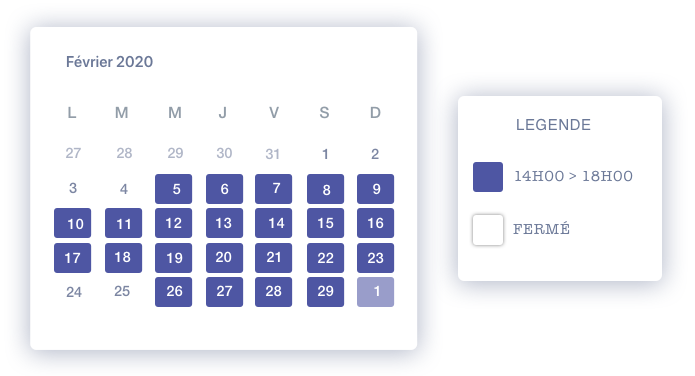 Février 2020
L M M J V S D
27 28 29 30 31 1 2
3 4 5 6 7 8 9
10 11 12 13 14 15 16
17 18 19 20 21 22 23
24 25 26 27 28 29 1
LEGENDE
14H00 > 18H00
FERMÉ